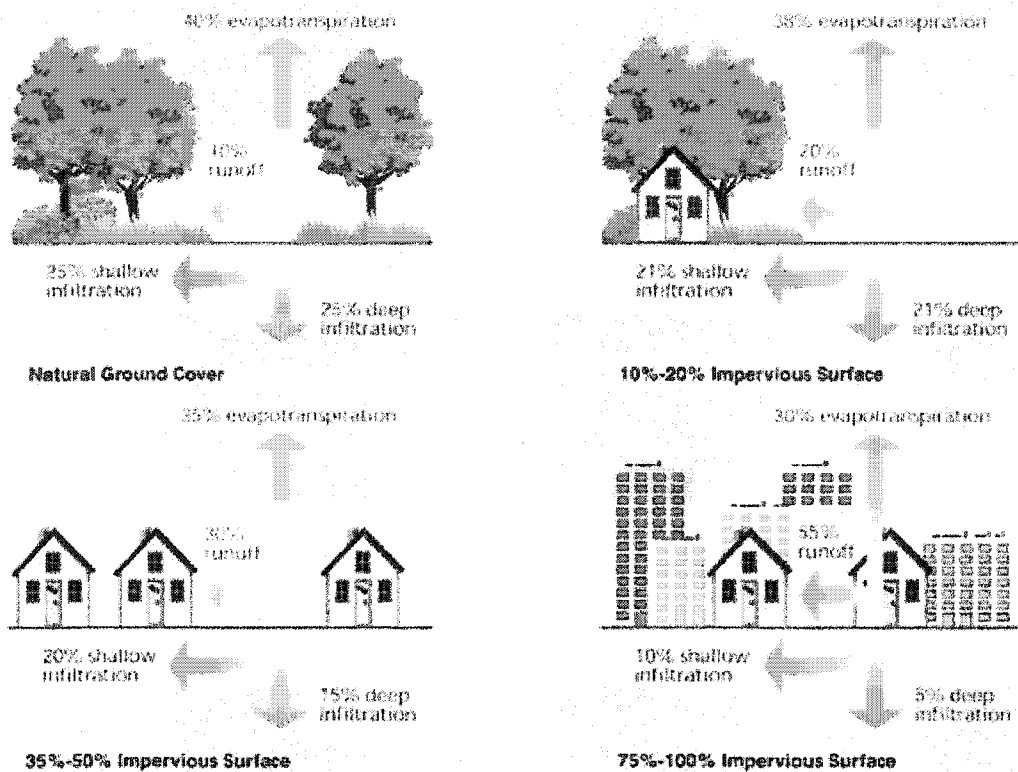 40% evapotranspiration
10%
runoff
25% shallow
infiltration
25% deep
infiltration
Natural Ground Cover
38% evapotranspiration
20%
runoff
21% shallow
infiltration
21% deep
infiltration
10%-20% Impervious Surface
35% evapotranspiration
30%
runoff
20% shallow
infiltration
15% deep
infiltration
35%-50% Impervious Surface
30% evapotranspiration
55%
runoff
10% shallow
infiltration
5% deep
infiltration
75%-100% Impervious Surface